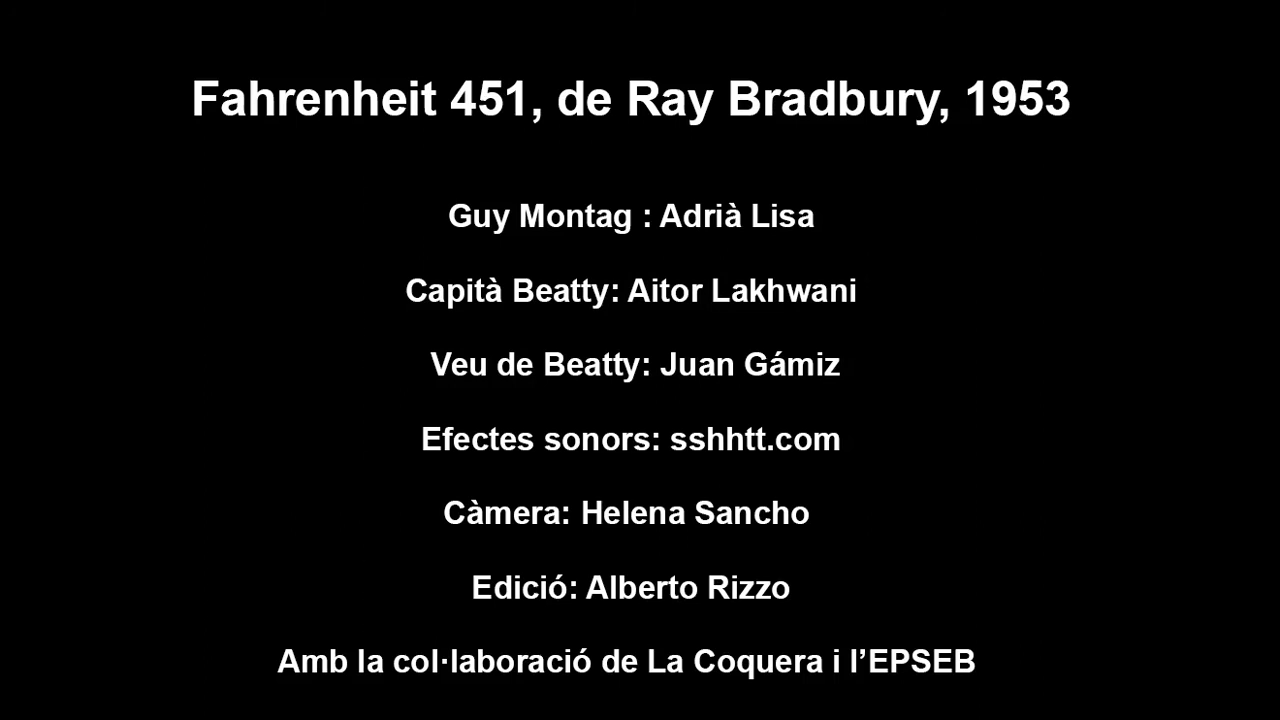 Fahrenheit 451, de Ray Bradbury, 1953
Guy Montag : Adrià Lisa
Capità Beatty: Aitor Lakhwani
Veu de Beatty: Juan Gámiz
Efectes sonors: sshhtt.com
Càmera: Helena Sancho
Edició: Alberto Rizzo
Amb la col·laboració de La Coquera i l’EPSEB